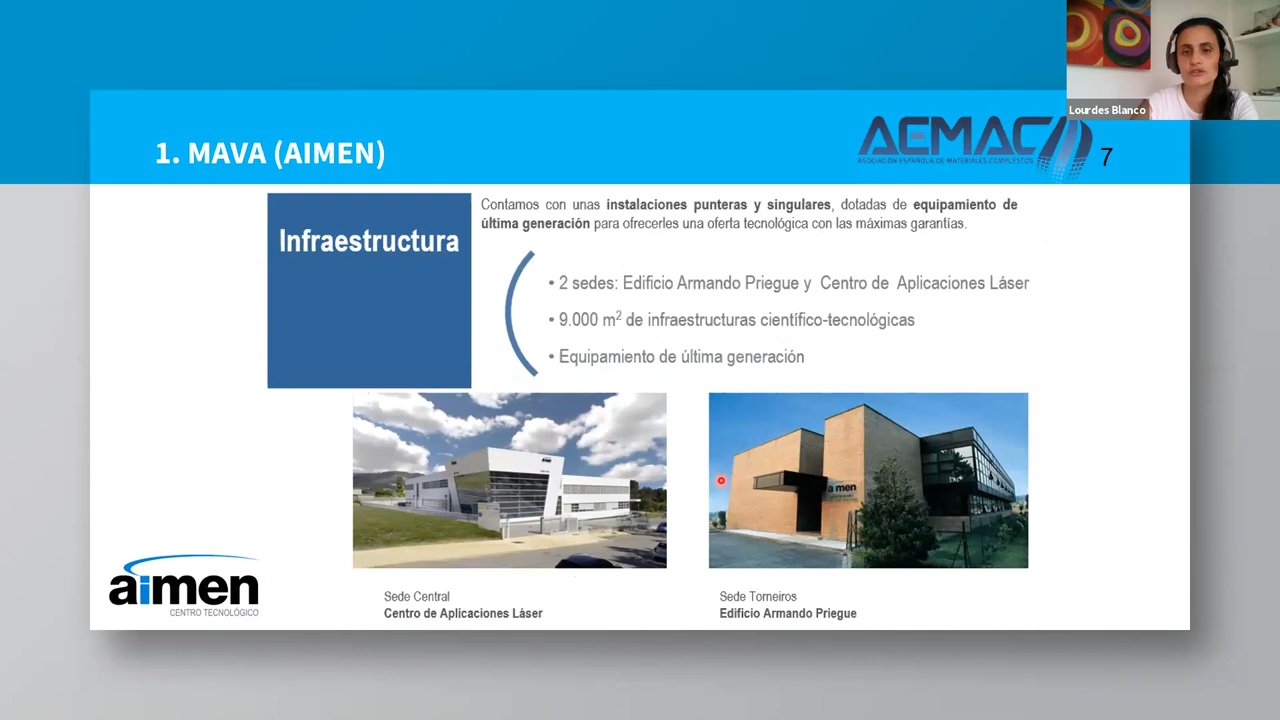 Lourdes Blanco
1. MAVA (AIMEN)
AEMAC
ASOCIACIÓN ESPAÑOLA DE MATERIALES COMPUESTOS
7
Infraestructura
Contamos con unas instalaciones punteras y singulares, dotadas de equipamiento de
última generación para ofrecerles una oferta tecnológica con las máximas garantías.
• 2 sedes: Edificio Armando Priegue y Centro de Aplicaciones Láser
• 9.000 m² de infraestructuras científico-tecnológicas
• Equipamiento de última generación
aimen
Sede Central
Centro de Aplicaciones Láser
Sede Torneiros
Edificio Armando Priegue
aimen
CENTRO TECNOLÓGICO